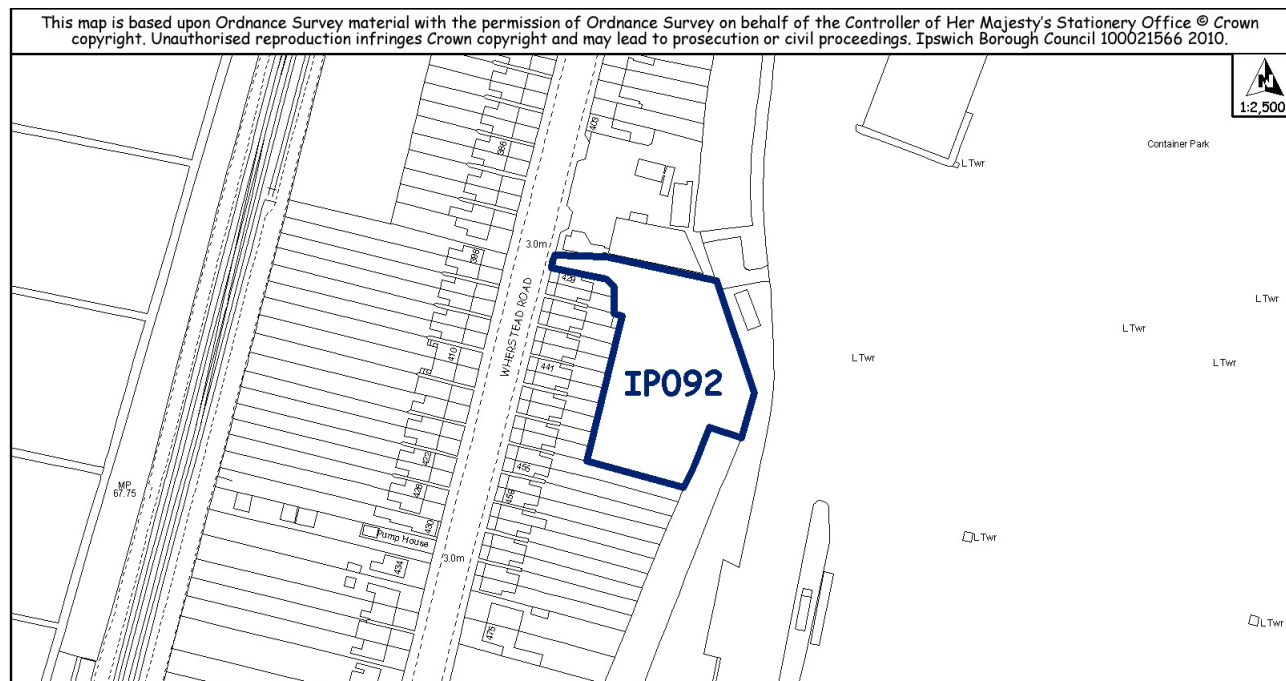 This map is based upon Ordnance Survey material with the permission of Ordnance Survey on behalf of the Controller of Her Majesty's Stationery Office © Crown
copyright. Unauthorised reproduction infringes Crown copyright and may lead to prosecution or civil proceedings. Ipswich Borough Council 100021566 2010.
N
1:2,500
403
386
Container Park
L Twr
3.0m
398
429
WHERSTEAD ROAD
L Twr
L Twr
L Twr
L Twr
410
441
IP092
422
455
MP
67.75
426
459
430
Pump House
L Twr
3.0m
434
475
L Twr